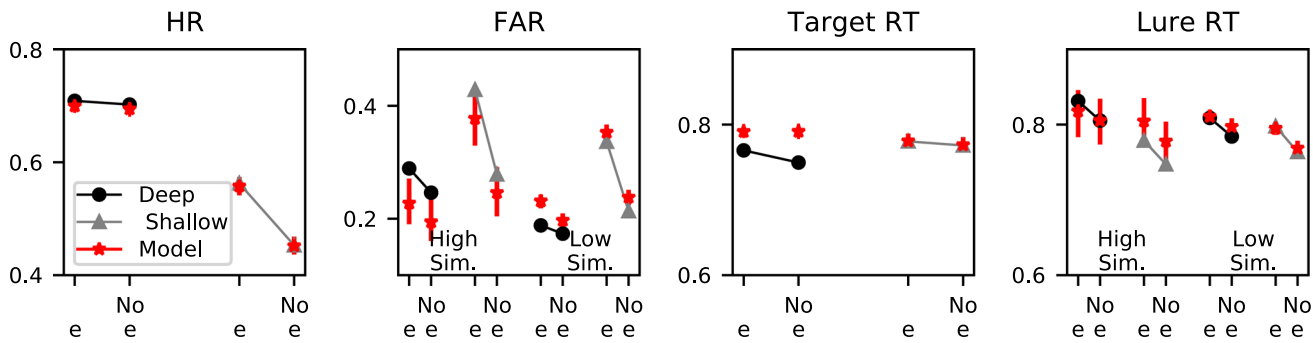 HR
FAR
Target RT
Lure RT
0.8
0.6
0.4
Deep
Shallow
Model
e
No
e
e
No
e
0.4
0.2
High
Sim.
Low
Sim.
e
No
e
e
No
e
e
No
e
e
No
e
0.8
0.6
e
No
e
e
No
e
0.8
0.6
High
Sim.
Low
Sim.
e
No
e
e
No
e
e
No
e
e
No
e